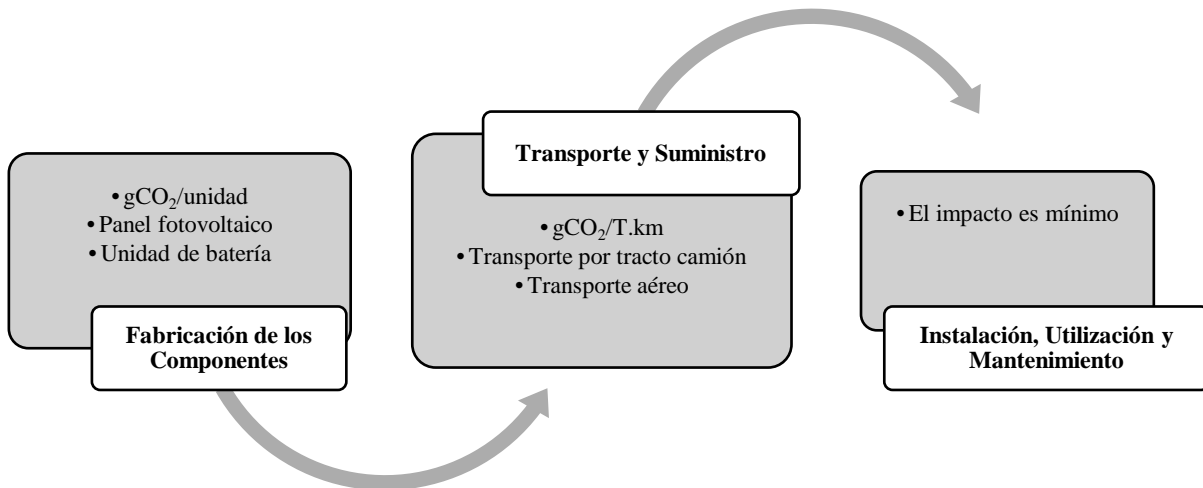 • gCO₂/unidad
• Panel fotovoltaico
• Unidad de batería
Fabricación de los
Componentes
Transporte y Suministro
• gCO₂/T.km
• Transporte por tracto camión
• Transporte aéreo
• El impacto es mínimo
Instalación, Utilización y
Mantenimiento